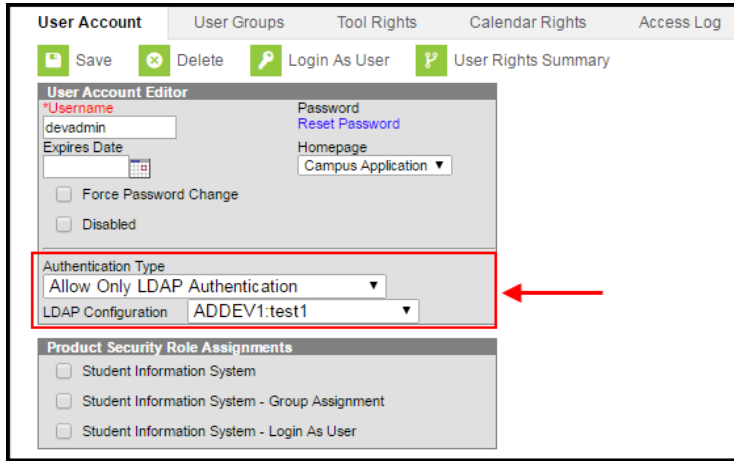 User Account User Groups Tool Rights Calendar Rights Access Log
Save Delete Login As User User Rights Summary
User Account Editor
*Username Password
devadmin Reset Password
Expires Date Homepage
Campus Application
Force Password Change
Disabled
Authentication Type
Allow Only LDAP Authentication
LDAP Configuration ADDEV1:test1
Product Security Role Assignments
Student Information System
Student Information System - Group Assignment
Student Information System - Login As User